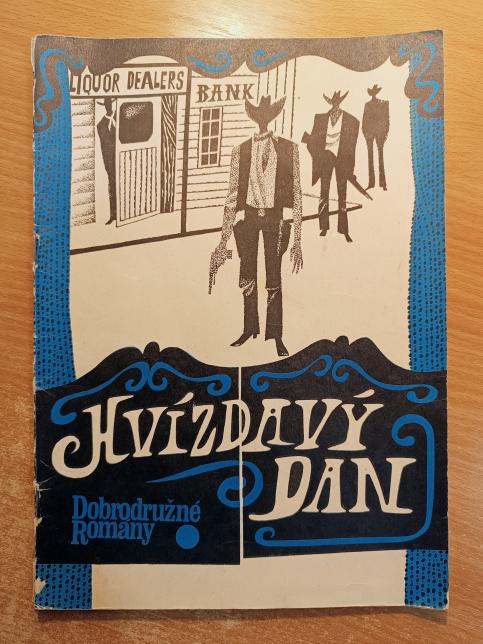 LIQUOR DEALERS
BANK
HVÍZDAVÝ
DAN
Dobrodružné
Romány